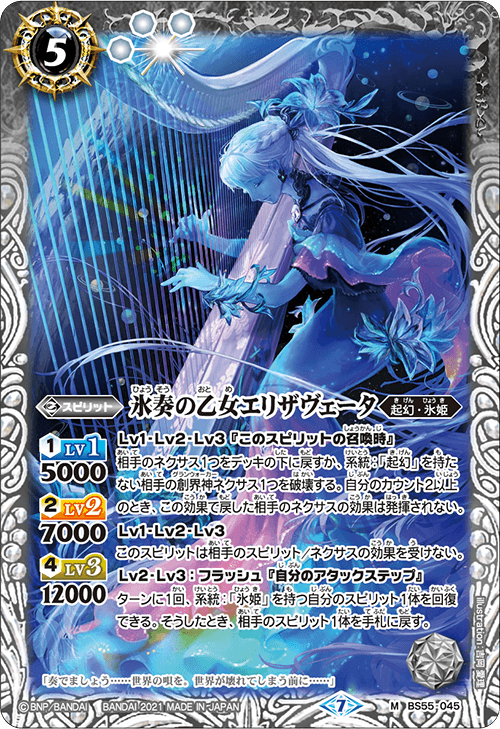 5
スピリット
氷奏の乙女エリザヴェータ
起幻・氷姫
1 LV1
5000
2 LV2
7000
4 LV3
12000
Lv1・Lv2・Lv3『このスピリットの召喚時』
相手のネクサス1つをデッキの下に戻すか、系統：「起幻」を持た
ない相手の創界神ネクサス1つを破壊する。自分のカウント2以上
のとき、この効果で戻した相手のネクサスの効果は発揮されない。
Lv1・Lv2・Lv3
このスピリットは相手のスピリット/ネクサスの効果を受けない。
Lv2・Lv3：フラッシュ『自分のアタックステップ』
ターンに1回、系統：「氷姫」を持つ自分のスピリット1体を回復
できる。そうしたとき、相手のスピリット1体を手札に戻す。
「奏でましょう……世界の唄を。世界が壊れてしまう前に……」
©BNP/BANDAI BANDAI 2021 MADE IN JAPAN
7
M BS55-045